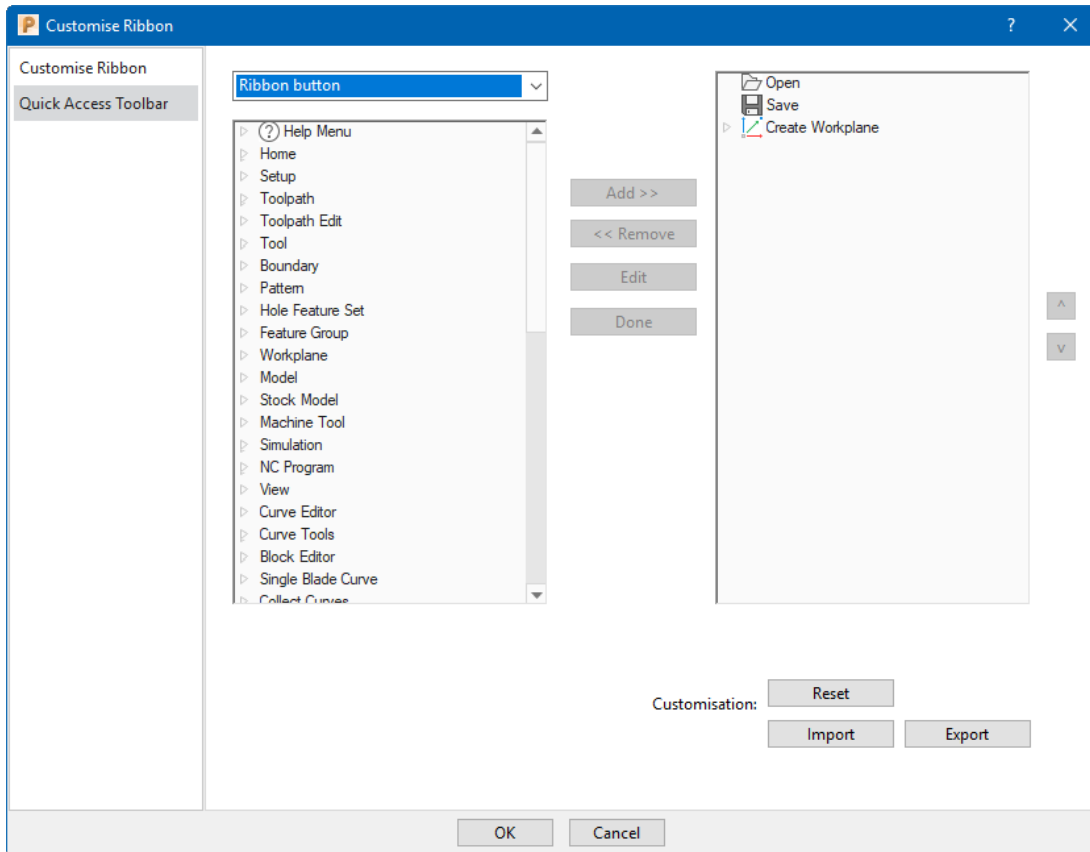 P Customise Ribbon ? ×
Customise Ribbon
Quick Access Toolbar
Ribbon button
? Help Menu
Home
Setup
Toolpath
Toolpath Edit
Tool
Boundary
Pattern
Hole Feature Set
Feature Group
Workplane
Model
Stock Model
Machine Tool
Simulation
NC Program
View
Curve Editor
Curve Tools
Block Editor
Single Blade Curve
Collect Curves
Add >>
<< Remove
Edit
Done
Open
Save
Create Workplane
^
v
Customisation:
Reset
Import
Export
OK
Cancel